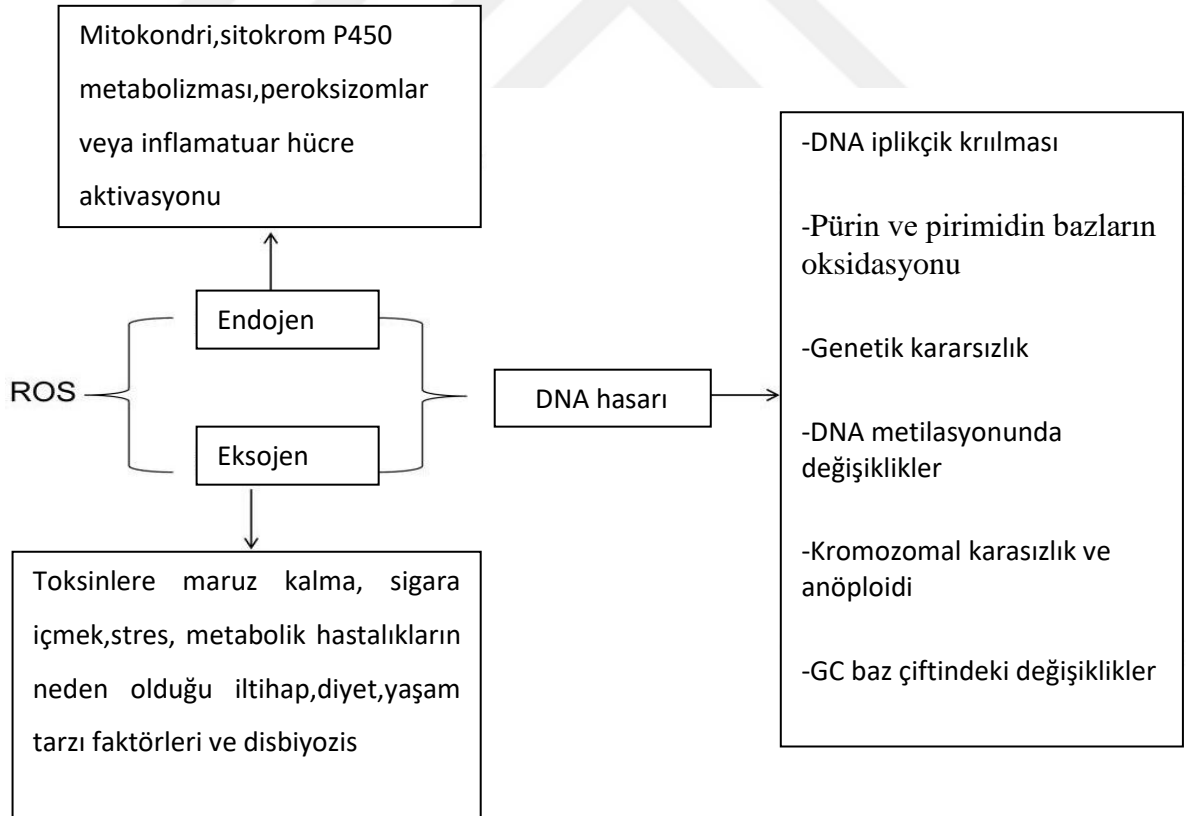 Mitokondri,sitokrom P450
metabolizması,peroksizomlar
veya inflamatuar hücre
aktivasyonu
Endojen
ROS
Eksojen
Toksinlere maruz kalma, sigara
içmek,stres, metabolik hastalıkların
neden olduğu iltihap,diyet,yaşam
tarzı faktörleri ve disbiyozis
DNA hasarı
-DNA iplikçik krıılması
-Pürin ve pirimidin bazların
oksidasyonu
-Genetik kararsızlık
-DNA metilasyonunda
değişiklikler
-Kromozomal karasızlık ve
anöploidi
-GC baz çiftindeki değişiklikler